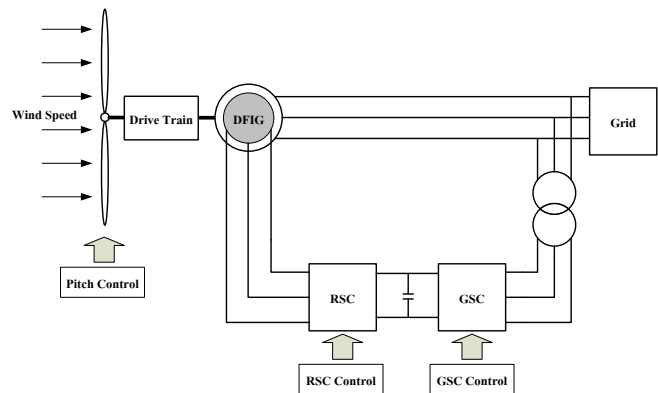 Wind Speed
Drive Train
DFIG
Grid
Pitch Control
RSC
GSC
RSC Control
GSC Control